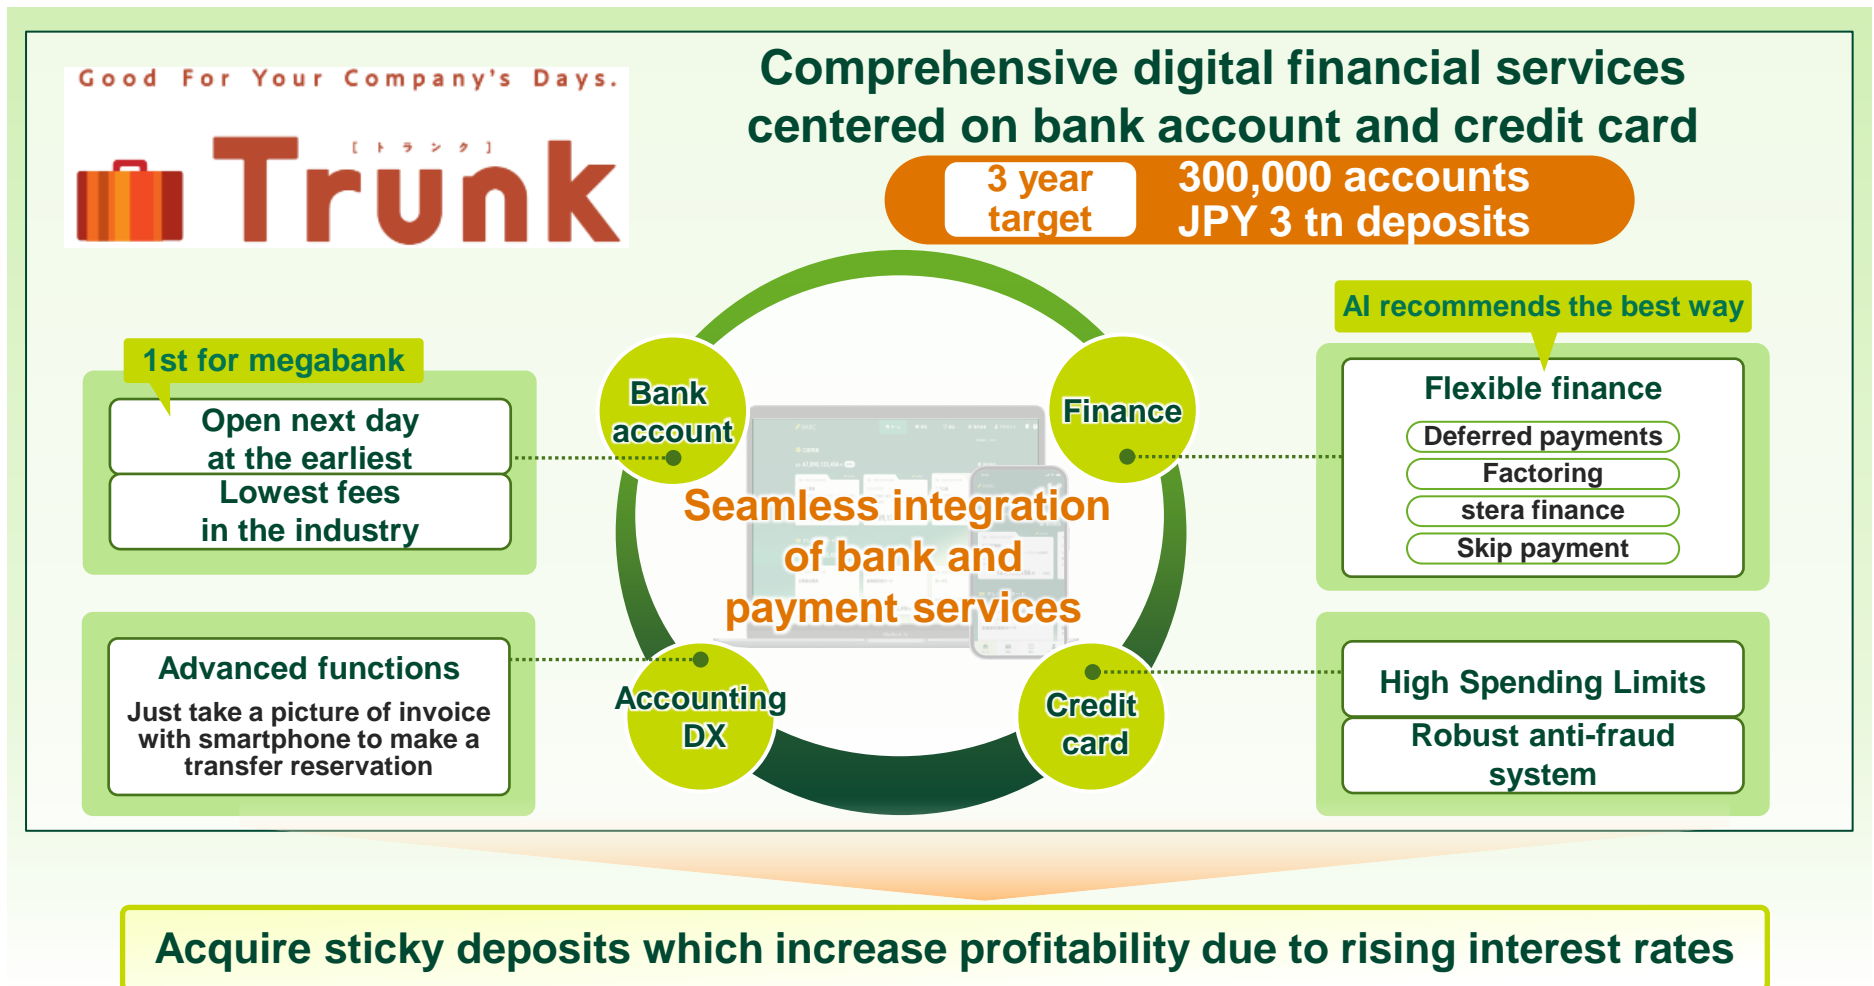 Good For Your Company's Days.
[トランク]
Trunk
Comprehensive digital financial services
centered on bank account and credit card
3 year
target
300,000 accounts
JPY 3 tn deposits
1st for megabank
Open next day
at the earliest
Lowest fees
in the industry
Bank
account
Finance
AI recommends the best way
Flexible finance
Deferred payments
Factoring
stera finance
Skip payment
Seamless integration
of bank and
payment services
Advanced functions
Just take a picture of invoice
with smartphone to make a
transfer reservation
Accounting
DX
Credit
card
High Spending Limits
Robust anti-fraud
system
Acquire sticky deposits which increase profitability due to rising interest rates